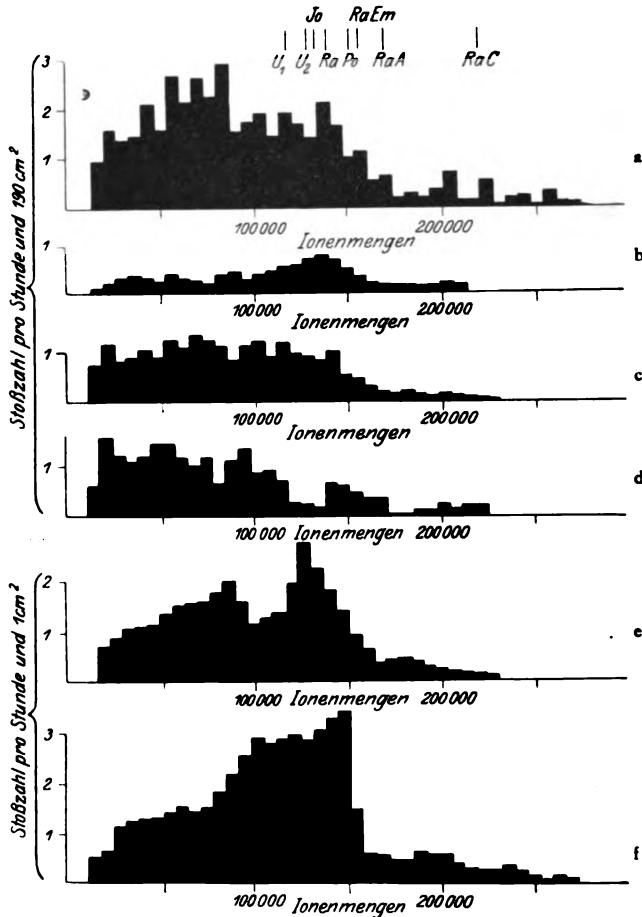 Jo RaEm
U₁ U₂ Ra Po RaA RaC
Stoßzahl pro Stunde und 190 cm²
3
2
1
a
100000 200000
Ionenmengen
1
b
100000 200000
Ionenmengen
1
c
100000 200000
Ionenmengen
1
d
100000 Ionenmengen 200000
Stoßzahl pro Stunde und 1cm²
2
1
e
100000 Ionenmengen 200000
3
2
1
f
100000 Ionenmengen 200000